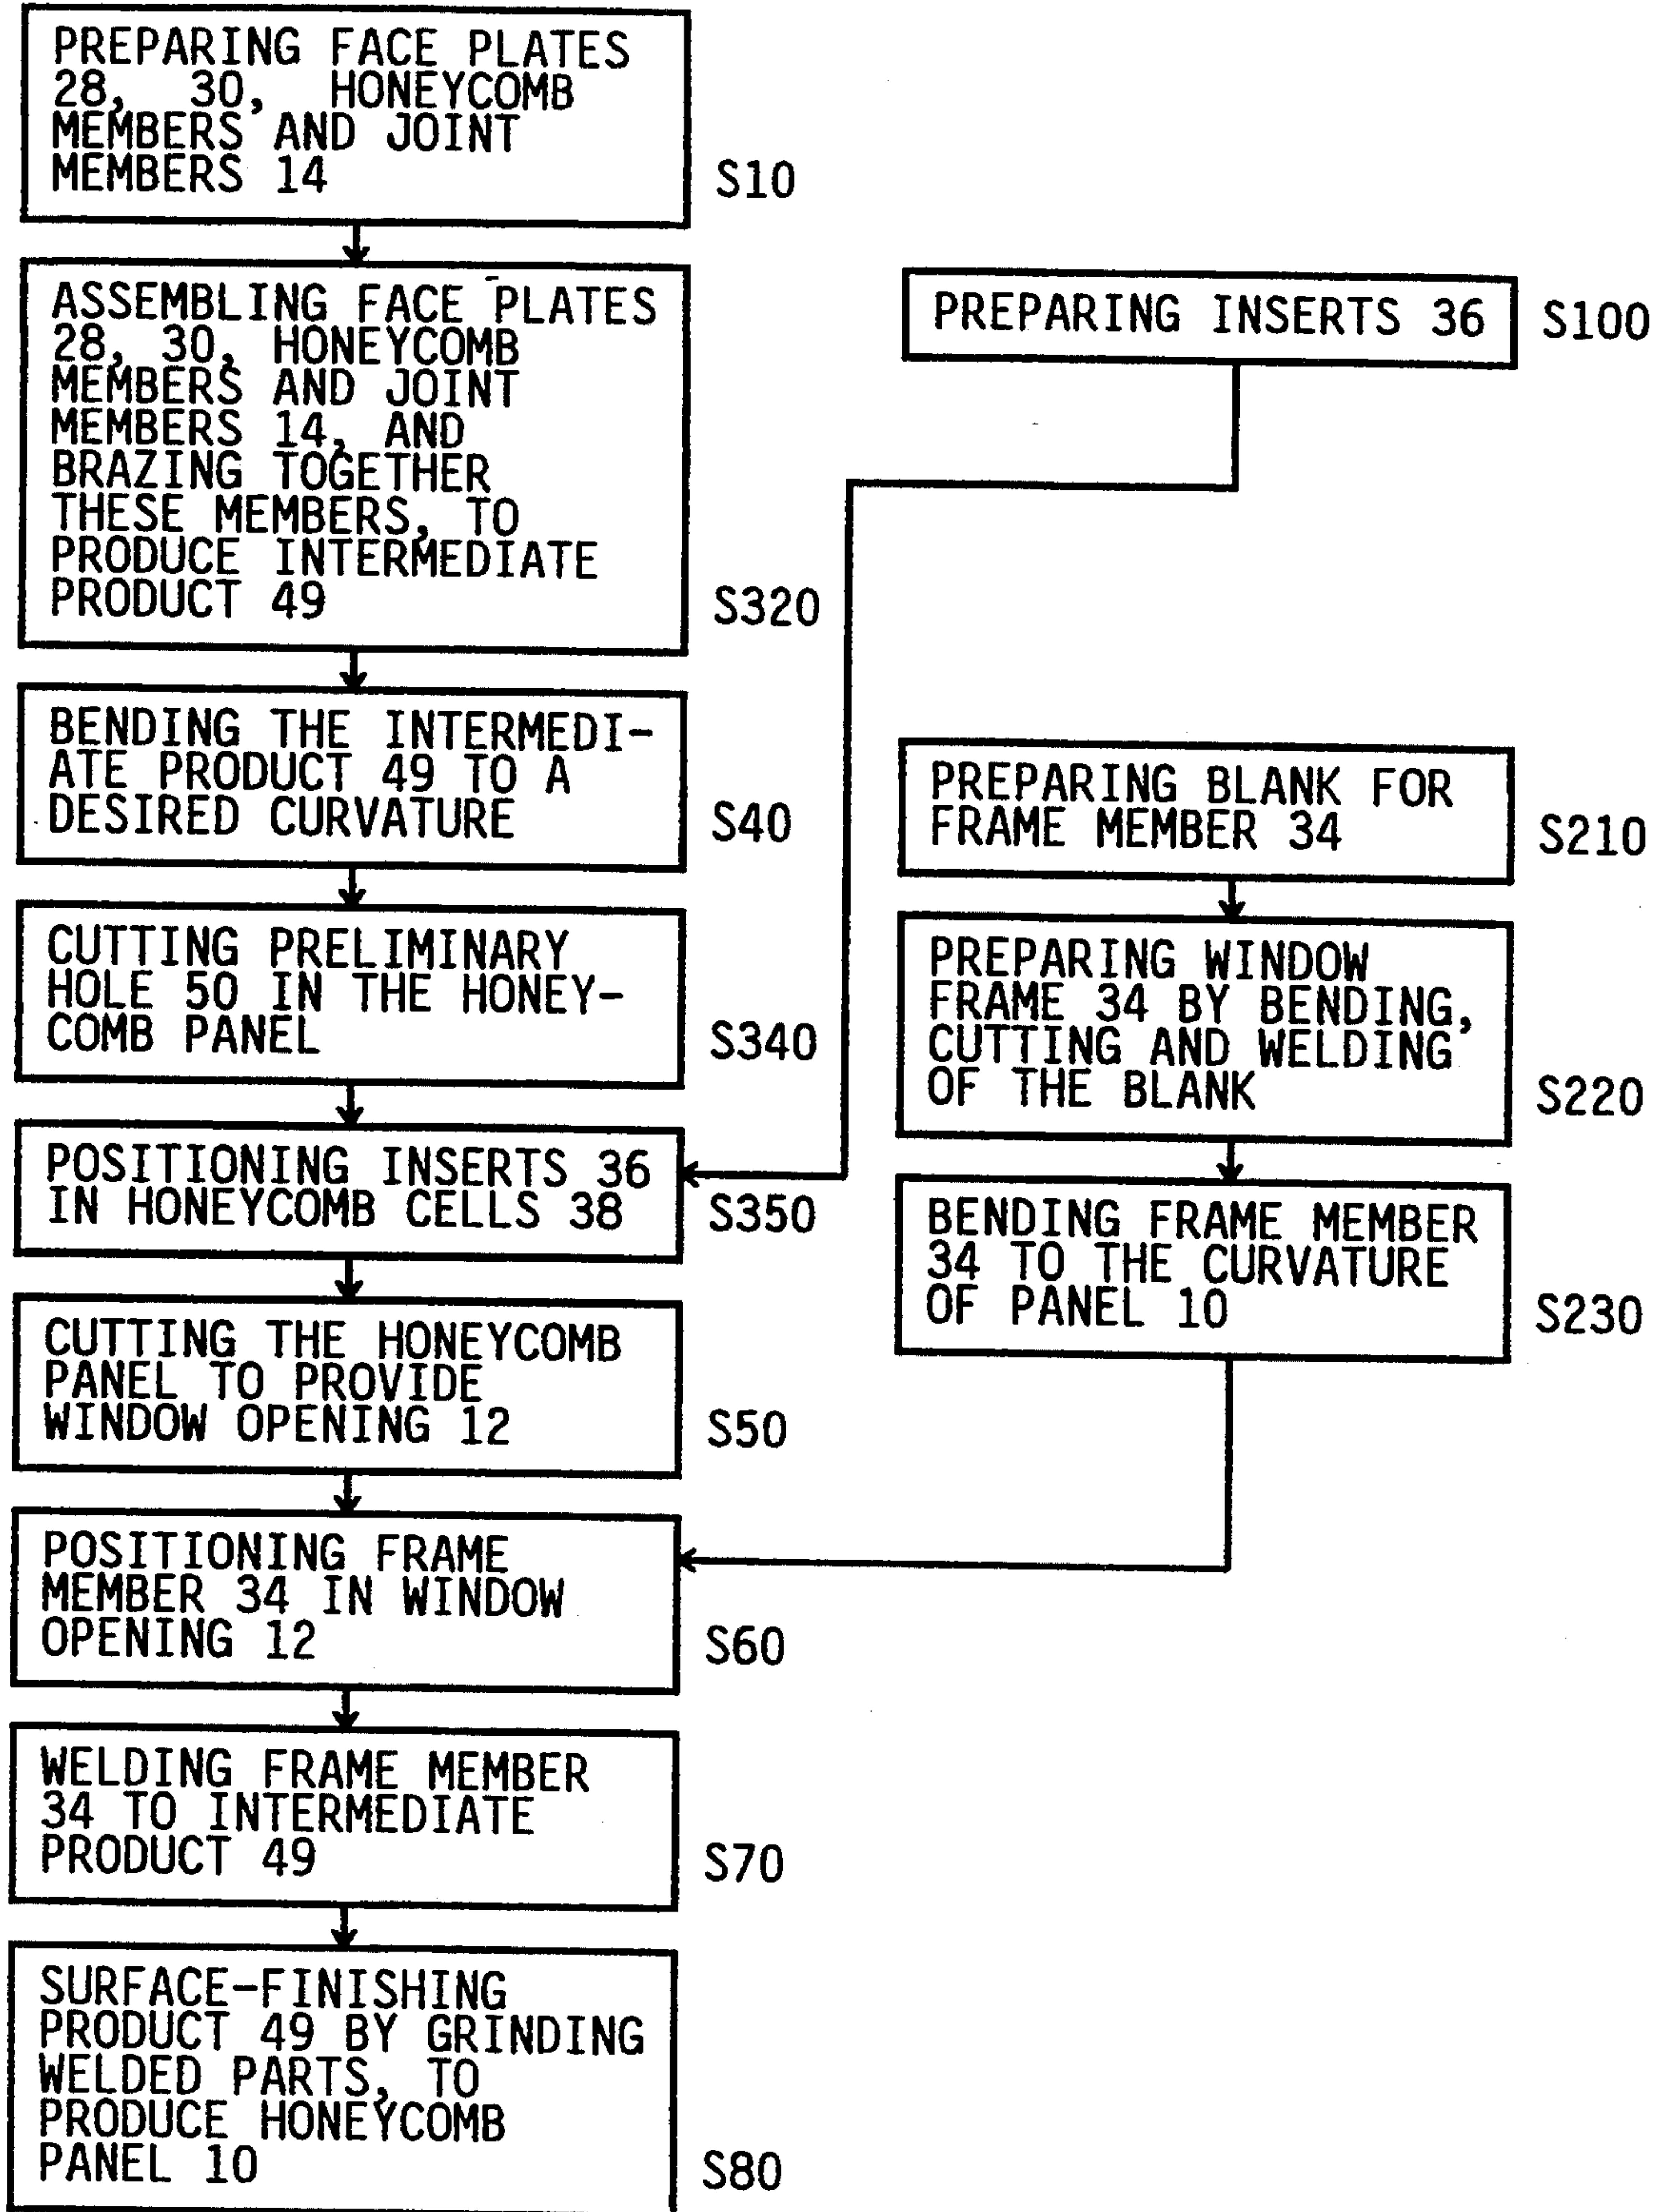 PREPARING FACE PLATES
28, 30, HONEYCOMB
MEMBERS AND JOINT
MEMBERS 14
S10
ASSEMBLING FACE PLATES
28, 30, HONEYCOMB
MEMBERS AND JOINT
MEMBERS 14, AND
BRAZING TOGETHER
THESE MEMBERS, TO
PRODUCE INTERMEDIATE
PRODUCT 49
S320
PREPARING INSERTS 36
S100
BENDING THE INTERMEDI-
ATE PRODUCT 49 TO A
DESIRED CURVATURE
S40
CUTTING PRELIMINARY
HOLE 50 IN THE HONEY-
COMB PANEL
S340
POSITIONING INSERTS 36
IN HONEYCOMB CELLS 38
S350
CUTTING THE HONEYCOMB
PANEL TO PROVIDE
WINDOW OPENING 12
S50
PREPARING BLANK FOR
FRAME MEMBER 34
S210
PREPARING WINDOW
FRAME 34 BY BENDING,
CUTTING AND WELDING
OF THE BLANK
S220
BENDING FRAME MEMBER
34 TO THE CURVATURE
OF PANEL 10
S230
POSITIONING FRAME
MEMBER 34 IN WINDOW
OPENING 12
S60
WELDING FRAME MEMBER
34 TO INTERMEDIATE
PRODUCT 49
S70
SURFACE-FINISHING
PRODUCT 49 BY GRINDING
WELDED PARTS, TO
PRODUCE HONEYCOMB
PANEL 10
S80